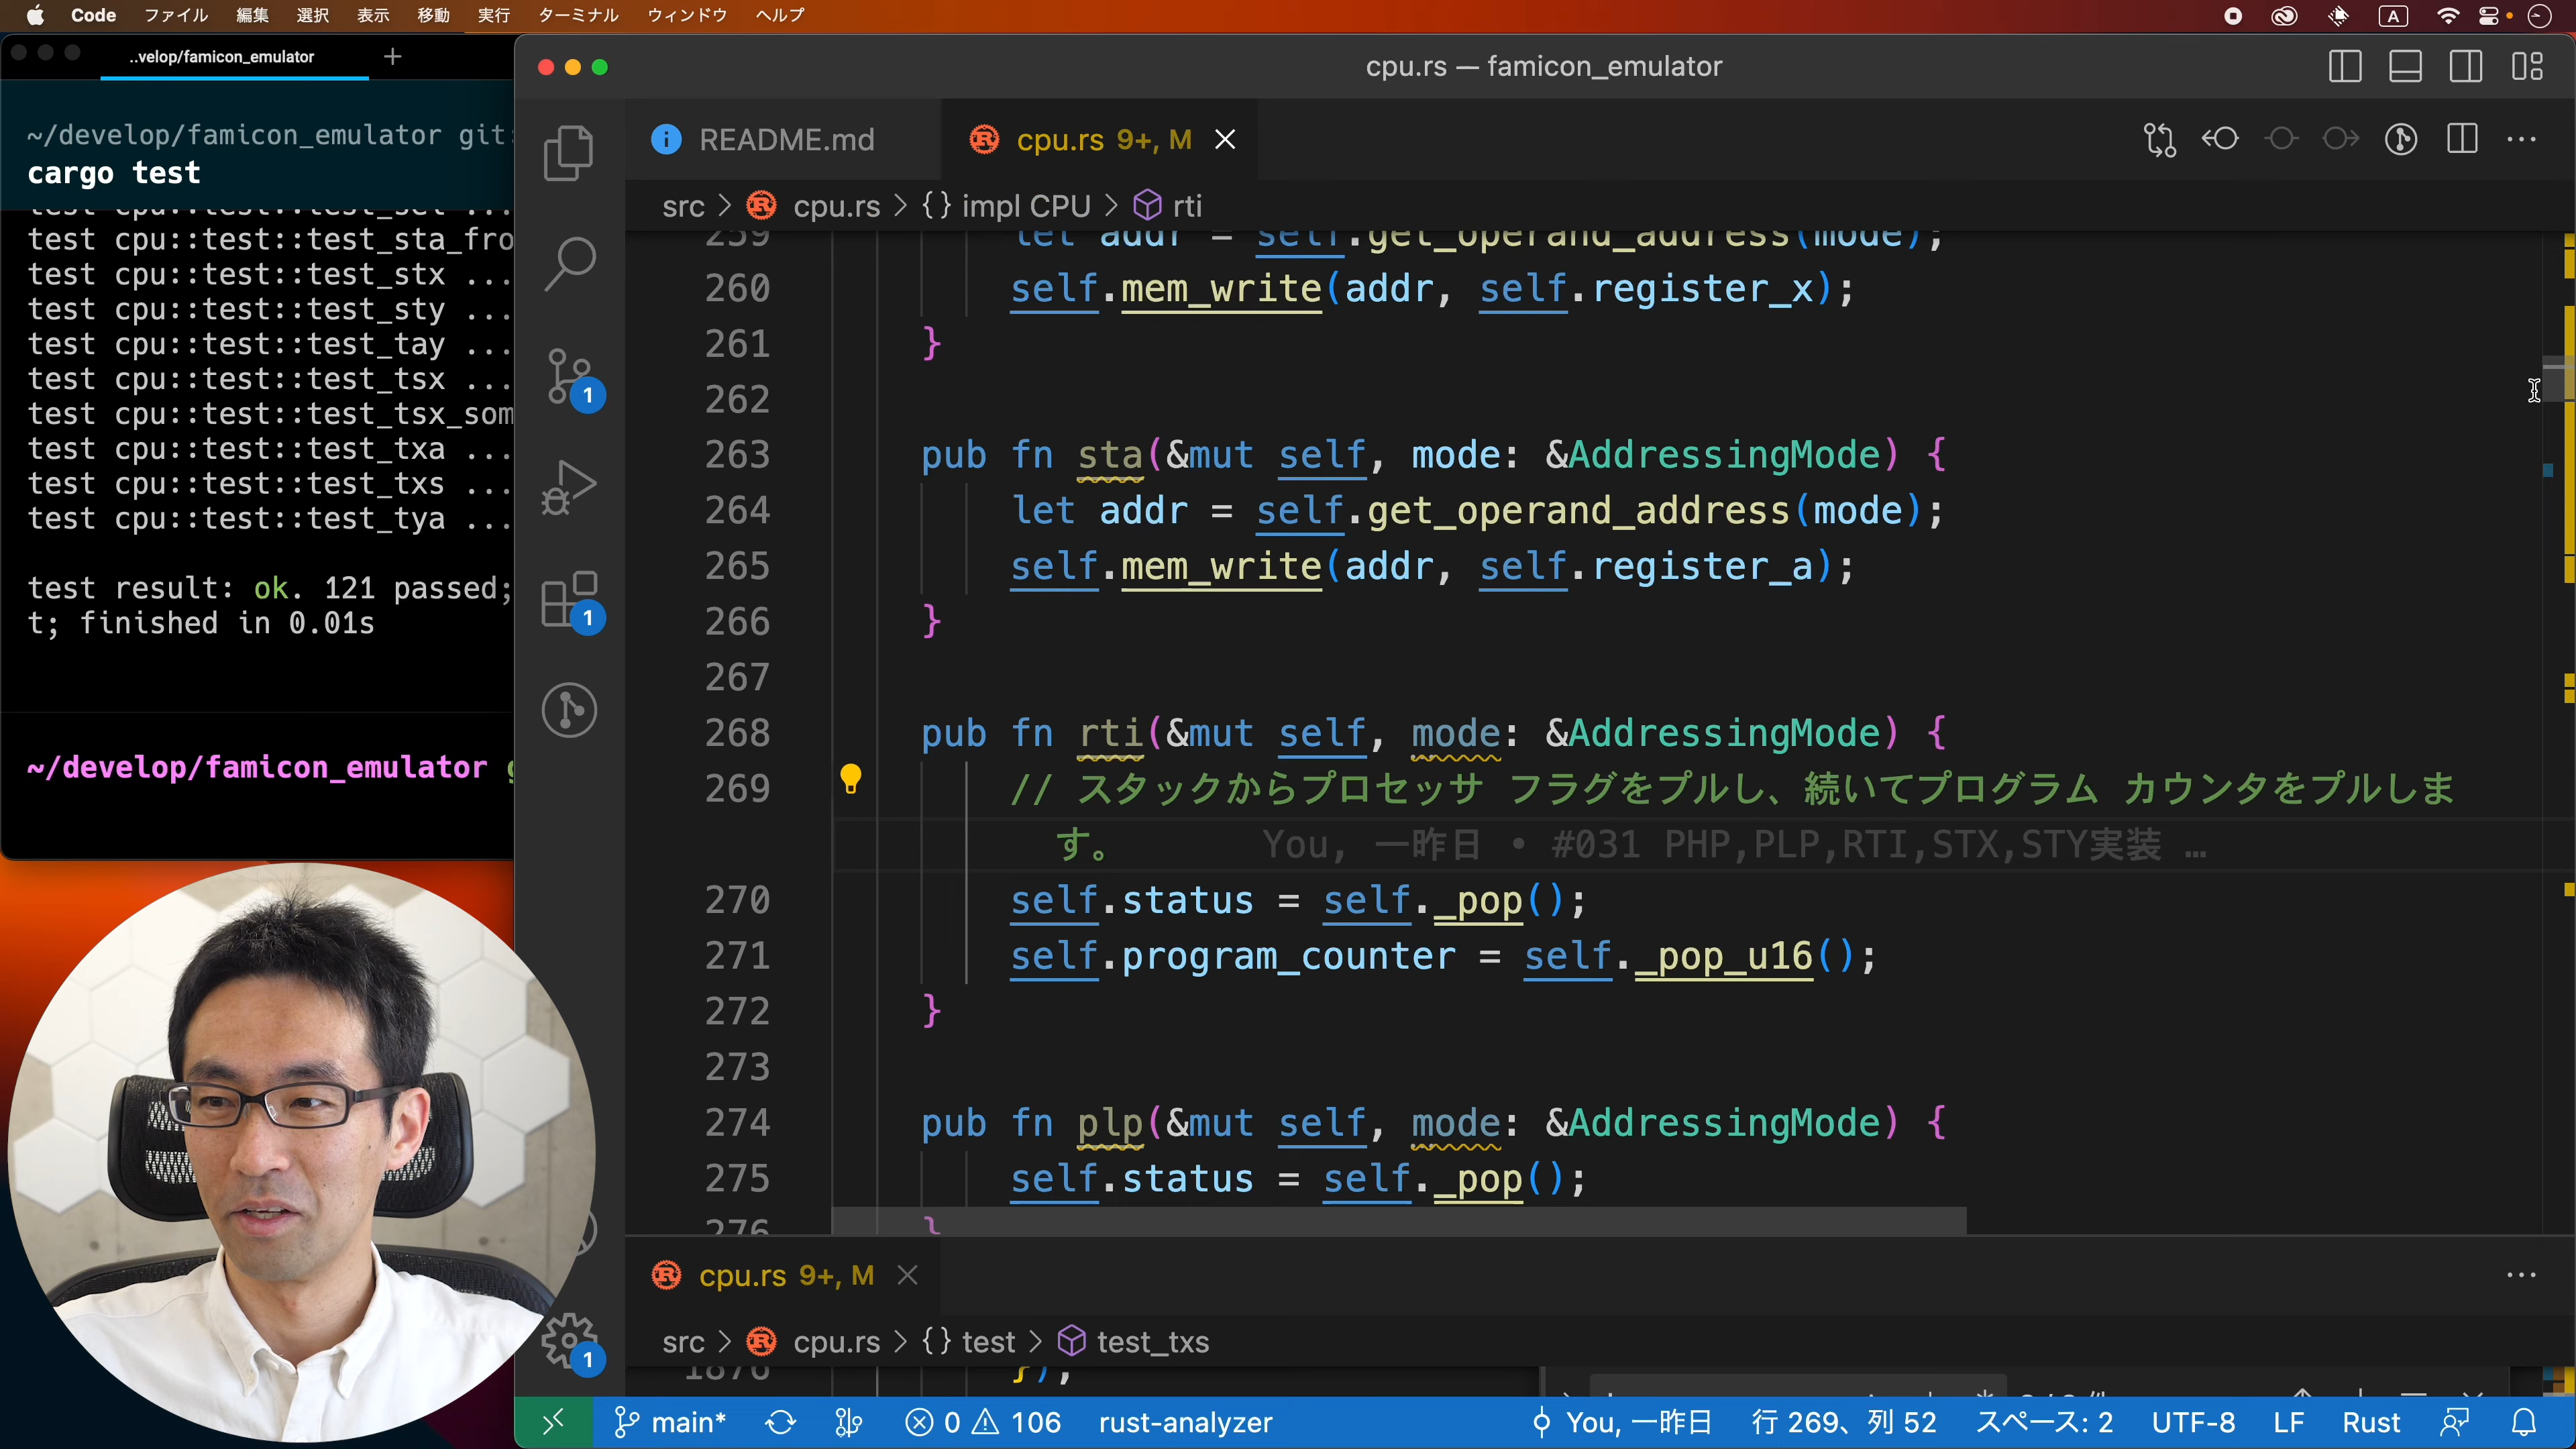 Code ファイル 編集 選択 表示 移動 実行 ターミナル ウィンドウ ヘルプ A
..velop/famicon_emulator +
~/develop/famicon_emulator git:
cargo test
test cpu::test::test_sta_fro
test cpu::test::test_stx ...
test cpu::test::test_sty ...
test cpu::test::test_tay ...
test cpu::test::test_tsx ...
test cpu::test::test_tsx_som
test cpu::test::test_txa ...
test cpu::test::test_txs ...
test cpu::test::test_tya ...
test result: ok. 121 passed;
t; finished in 0.01s
~/develop/famicon_emulator g
cpu.rs — famicon_emulator
README.md
cpu.rs 9+, M
src > cpu.rs > {} impl CPU > rti
259 let addr = self.get_operand_address(mode);
260 self.mem_write(addr, self.register_x);
261 }
262
263 pub fn sta(&mut self, mode: &AddressingMode) {
264 let addr = self.get_operand_address(mode);
265 self.mem_write(addr, self.register_a);
266 }
267
268 pub fn rti(&mut self, mode: &AddressingMode) {
269 // スタックからプロセッサ フラグをプルし、続いてプログラム カウンタをプルしま
す。 You, 一昨日 • #031 PHP,PLP,RTI,STX,STY実装 …
270 self.status = self._pop();
271 self.program_counter = self._pop_u16();
272 }
273
274 pub fn plp(&mut self, mode: &AddressingMode) {
275 self.status = self._pop();
276 }
1
1
1
cpu.rs 9+, M
src > cpu.rs > {} test > test_txs
1876 });
main* 0 106 rust-analyzer You, 一昨日 行 269、列 52 スペース: 2 UTF-8 LF Rust